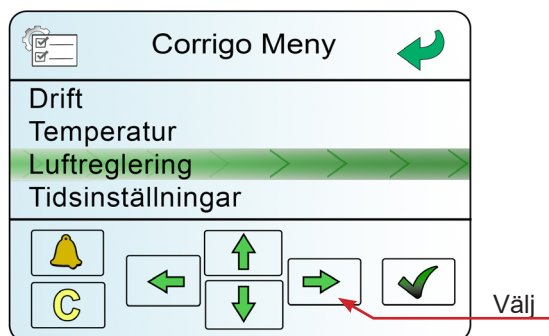 Corrigo Meny
Drift
Temperatur
Luftreglering
Tidsinställningar
C
Välj